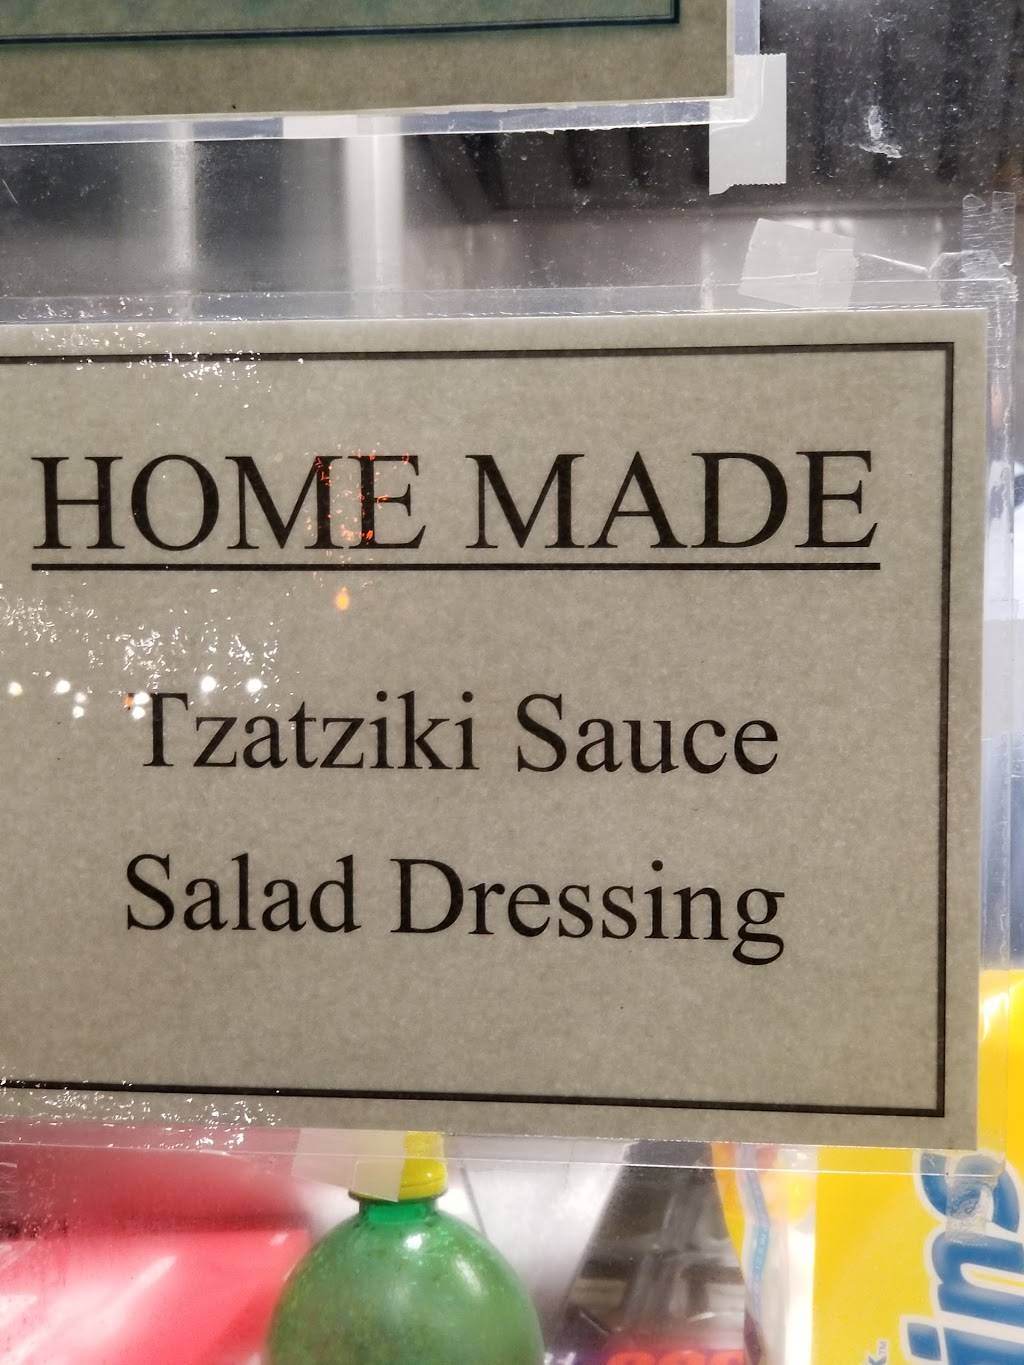 HOME MADE
Tzatziki Sauce
Salad Dressing